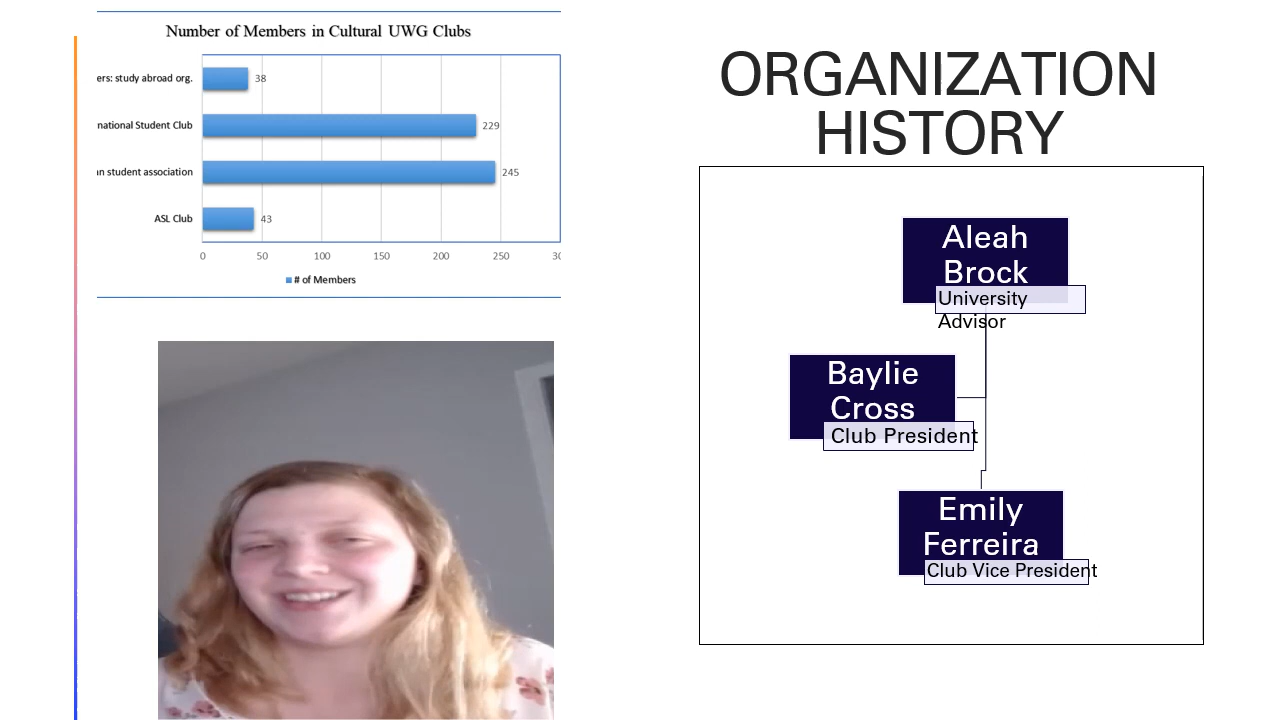 Number of Members in Cultural UWG Clubs
ers: study abroad org.
38
national Student Club
229
n student association
245
ASL Club
43
0 50 100 150 200 250 30
# of Members
ORGANIZATION
HISTORY
Aleah
Brock
University
Advisor
Baylie
Cross
Club President
Emily
Ferreira
Club Vice President